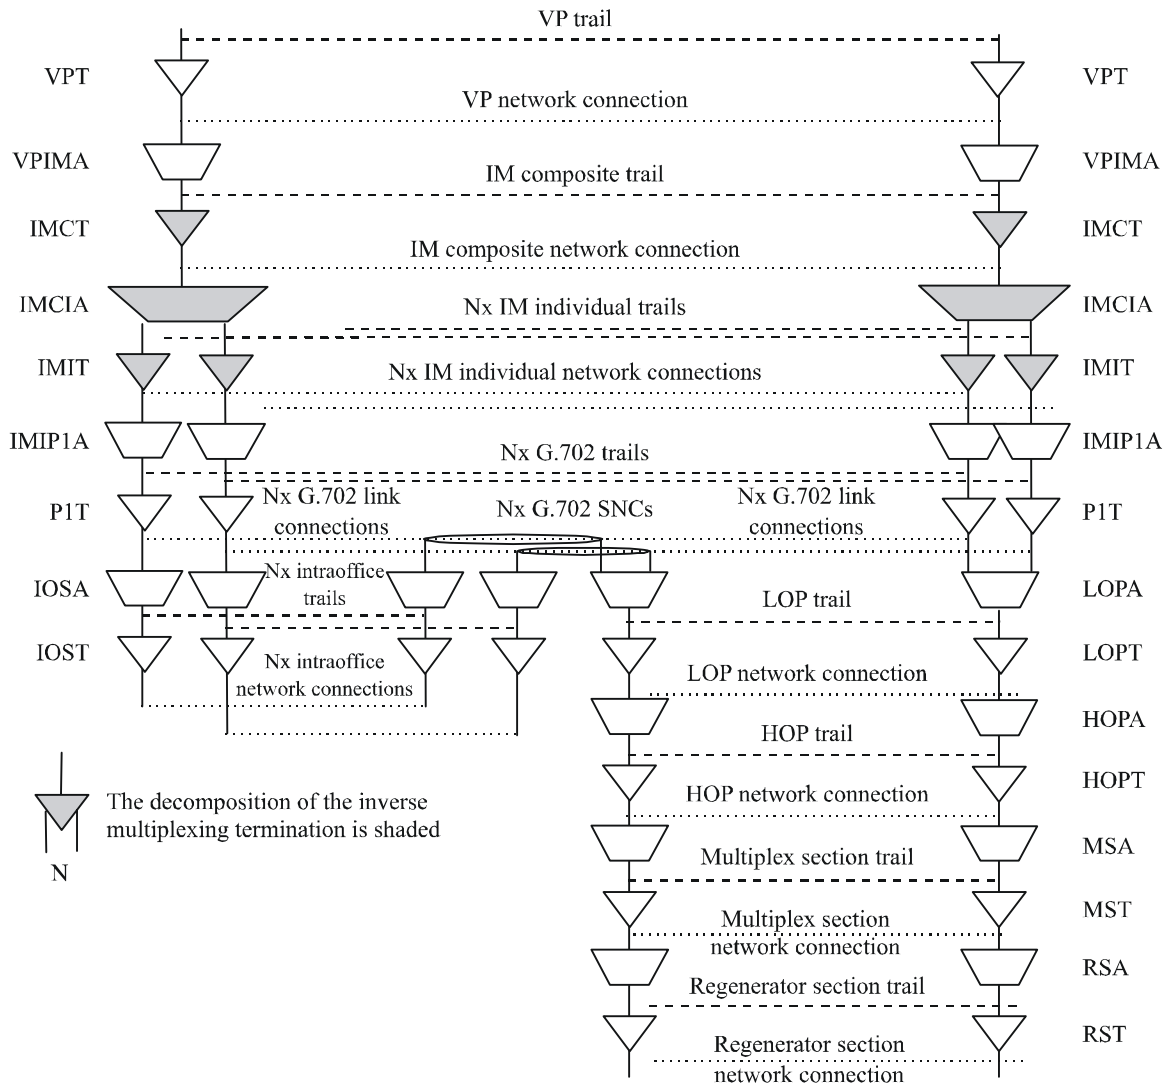 VP trail
VPT
VPT
VP network connection
VPIMA
VPIMA
IM composite trail
IMCT
IMCT
IM composite network connection
IMCIA
Nx IM individual trails
IMCIA
IMIT
Nx IM individual network connections
IMIT
IMIP1A
Nx G.702 trails
IMIP1A
P1T
Nx G.702 link
connections
Nx G.702 SNCs
Nx G.702 link
connections
P1T
IOSA
Nx intraoffice
trails
LOP trail
LOPA
IOST
Nx intraoffice
network connections
LOP network connection
LOPT
HOP trail
HOPA
HOP network connection
HOPT
The decomposition of the inverse
multiplexing termination is shaded
N
Multiplex section trail
MSA
Multiplex section
network connection
MST
Regenerator section trail
RSA
Regenerator section
network connection
RST